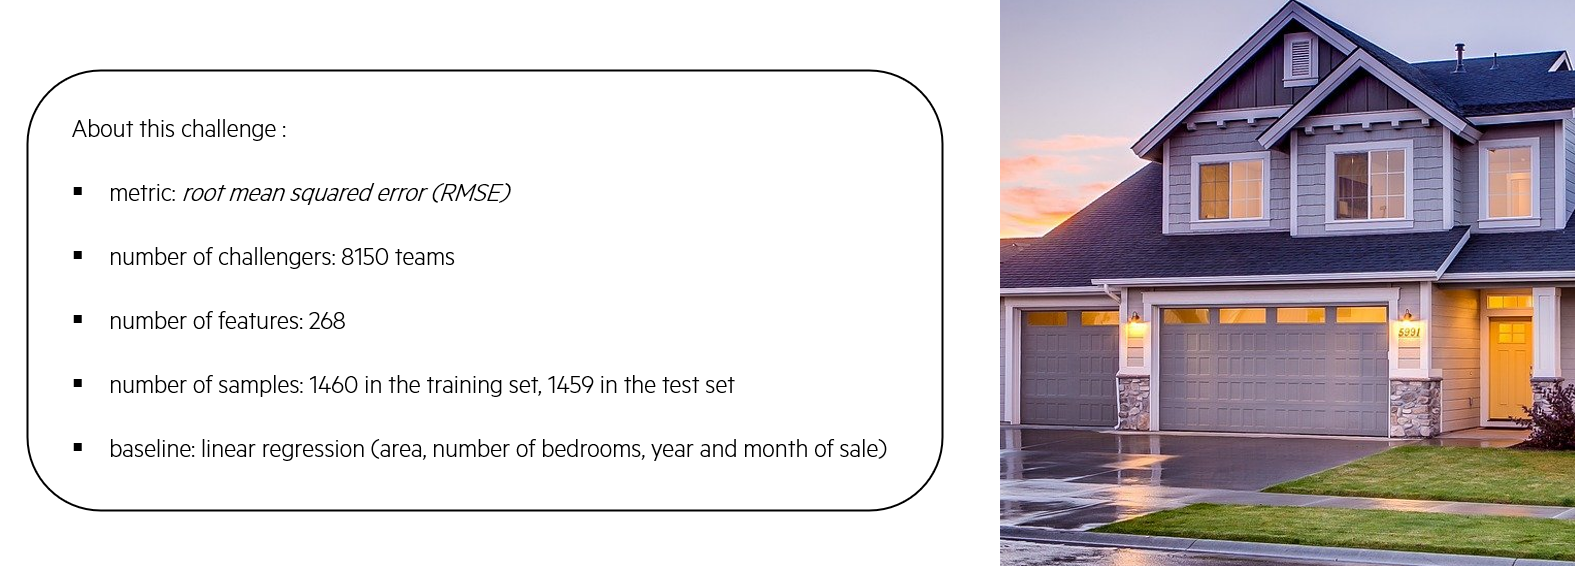 About this challenge :
▪ metric: root mean squared error (RMSE)
▪ number of challengers: 8150 teams
▪ number of features: 268
▪ number of samples: 1460 in the training set, 1459 in the test set
▪ baseline: linear regression (area, number of bedrooms, year and month of sale)
5991